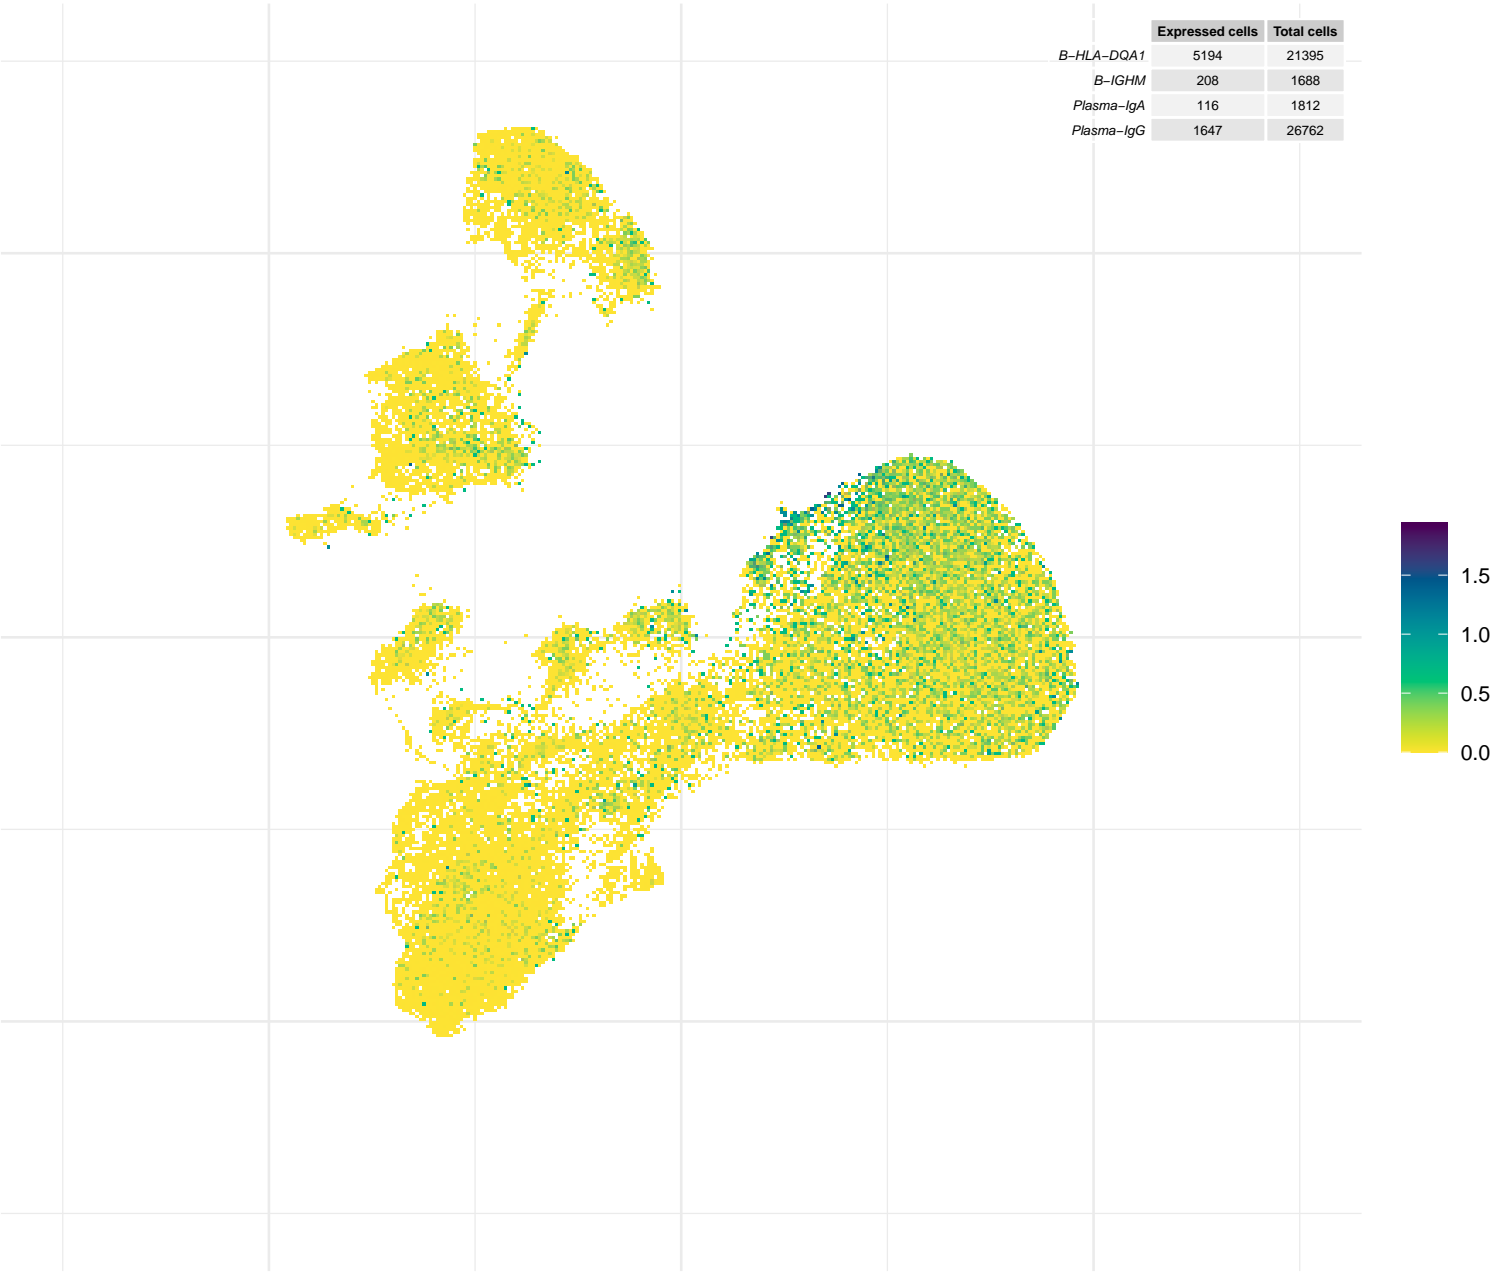 Expressed cells Total cells
B−HLA−DQA1 5194 21395
B−IGHM 208 1688
Plasma−IgA 116 1812
Plasma−IgG 1647 26762
1.5
1.0
0.5
0.0